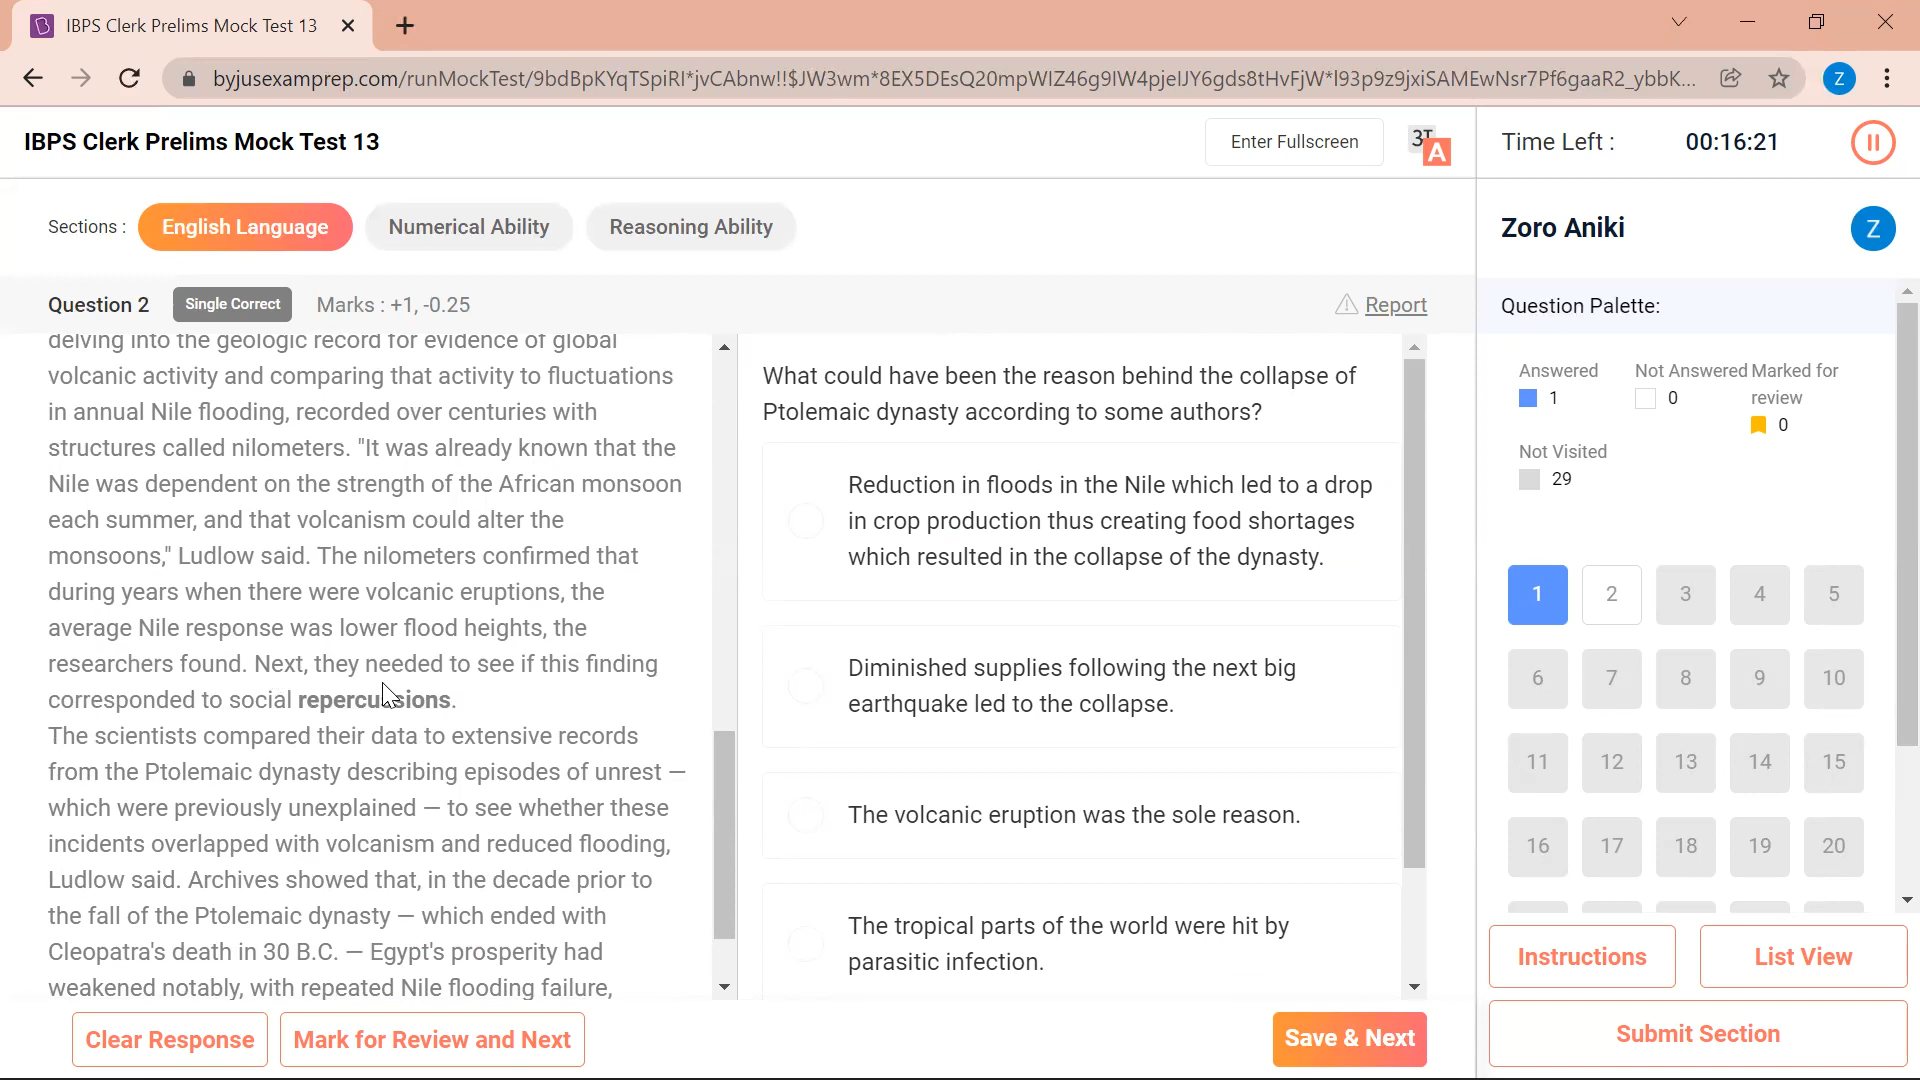 IBPS Clerk Prelims Mock Test 13
byjusexamprep.com/runMockTest/9bdBpKYqTSpiRI*jvCAbnw!!$JW3wm*8EX5DEsQ20mpWIZ46g9IW4pjeIJY6gds8tHvFjW*I93p9z9jxiSAMEwNsr7Pf6gaaR2_ybbK...
Z
IBPS Clerk Prelims Mock Test 13
Enter Fullscreen
A
Time Left :
00:16:21
Sections :
English Language
Numerical Ability
Reasoning Ability
Zoro Aniki
Z
Question 2
Single Correct
Marks : +1, -0.25
Report
Question Palette:
delving into the geologic record for evidence of global
volcanic activity and comparing that activity to fluctuations
in annual Nile flooding, recorded over centuries with
structures called nilometers. "It was already known that the
Nile was dependent on the strength of the African monsoon
each summer, and that volcanism could alter the
monsoons," Ludlow said. The nilometers confirmed that
during years when there were volcanic eruptions, the
average Nile response was lower flood heights, the
researchers found. Next, they needed to see if this finding
corresponded to social repercussions.
The scientists compared their data to extensive records
from the Ptolemaic dynasty describing episodes of unrest —
which were previously unexplained — to see whether these
incidents overlapped with volcanism and reduced flooding,
Ludlow said. Archives showed that, in the decade prior to
the fall of the Ptolemaic dynasty — which ended with
Cleopatra's death in 30 B.C. — Egypt's prosperity had
weakened notably, with repeated Nile flooding failure,
What could have been the reason behind the collapse of
Ptolemaic dynasty according to some authors?
Reduction in floods in the Nile which led to a drop
in crop production thus creating food shortages
which resulted in the collapse of the dynasty.
Diminished supplies following the next big
earthquake led to the collapse.
The volcanic eruption was the sole reason.
The tropical parts of the world were hit by
parasitic infection.
Answered
1
Not Answered
0
Marked for
review
0
Not Visited
29
1 2 3 4 5
6 7 8 9 10
11 12 13 14 15
16 17 18 19 20
Instructions
List View
Clear Response
Mark for Review and Next
Save & Next
Submit Section